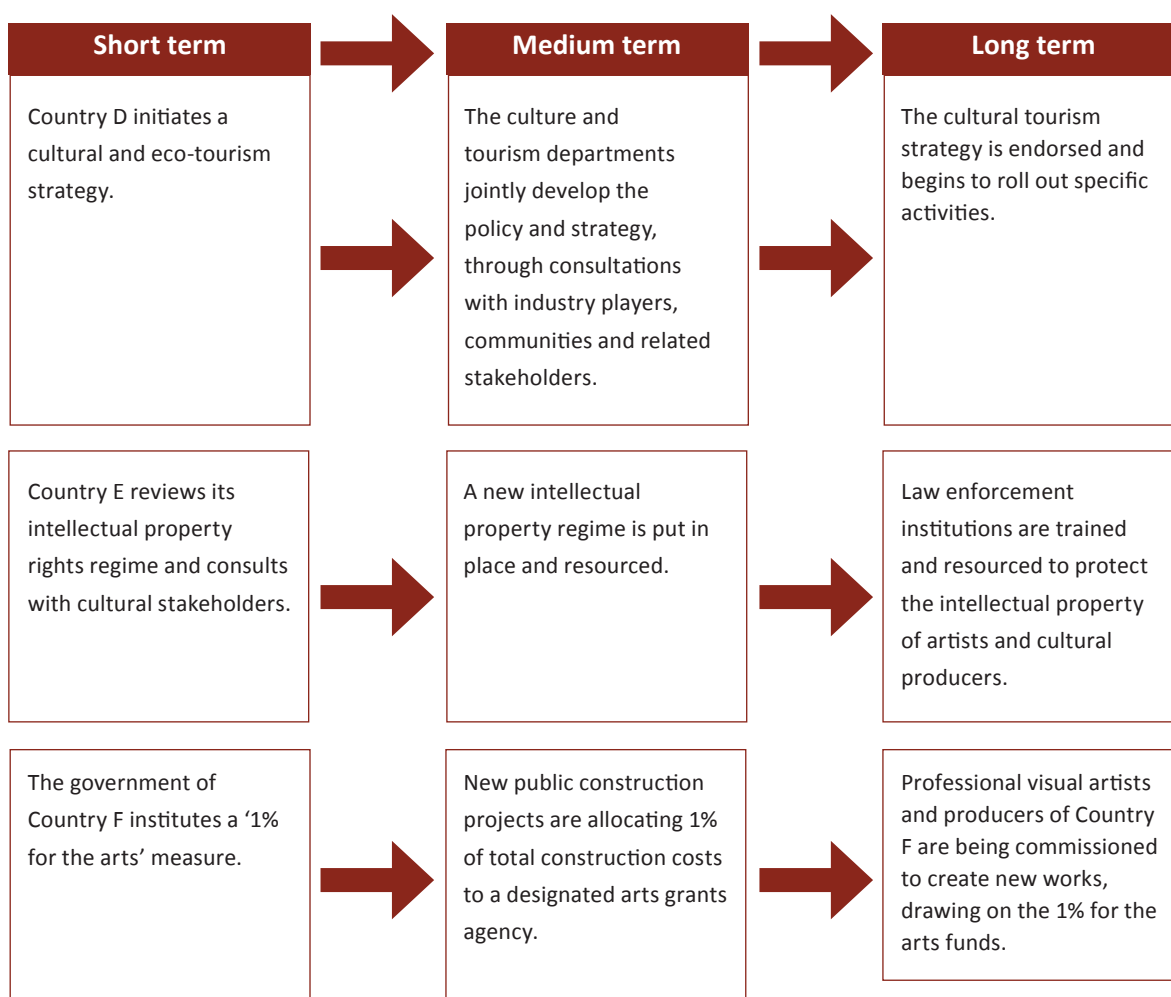 Short term
Medium term
Long term
Country D initiates a
cultural and eco-tourism
strategy.
The culture and
tourism departments
jointly develop the
policy and strategy,
through consultations
with industry players,
communities and related
stakeholders.
The cultural tourism
strategy is endorsed and
begins to roll out specific
activities.
Country E reviews its
intellectual property
rights regime and consults
with cultural stakeholders.
A new intellectual
property regime is put in
place and resourced.
Law enforcement
institutions are trained
and resourced to protect
the intellectual property
of artists and cultural
producers.
The government of
Country F institutes a ‘1%
for the arts’ measure.
New public construction
projects are allocating 1%
of total construction costs
to a designated arts grants
agency.
Professional visual artists
and producers of Country
F are being commissioned
to create new works,
drawing on the 1% for the
arts funds.